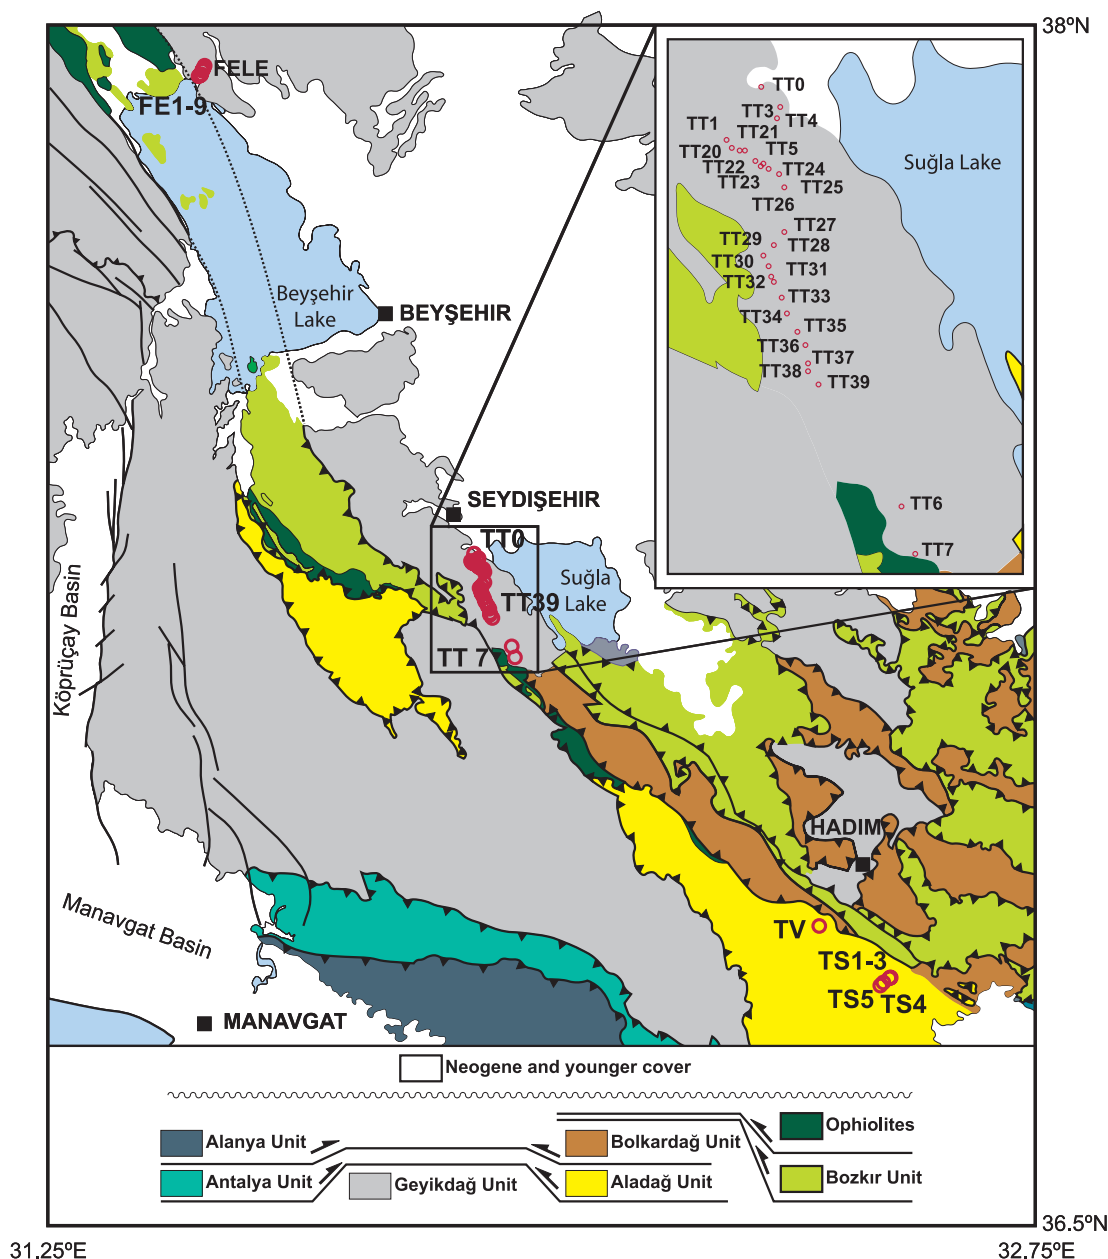 38ºN
FELE
FE1-9
Beyşehir
Lake
BEYŞEHIR
SEYDIŞEHIR
TT0
TT39
TT 7
Suğla
Lake
Köprüçay Basin
Manavgat Basin
MANAVGAT
HADIM
TV
TS1-3
TS5
TS4
TT0
TT3
TT4
TT1
TT21
TT20
TT5
TT22
TT24
TT23
TT25
TT26
TT27
TT29
TT28
TT30
TT31
TT32
TT33
TT34
TT35
TT36
TT37
TT38
TT39
TT6
TT7
Suğla Lake
Neogene and younger cover
Alanya Unit
Bolkardağ Unit
Ophiolites
Antalya Unit
Geyikdağ Unit
Aladağ Unit
Bozkır Unit
36.5ºN
31.25ºE
32.75ºE